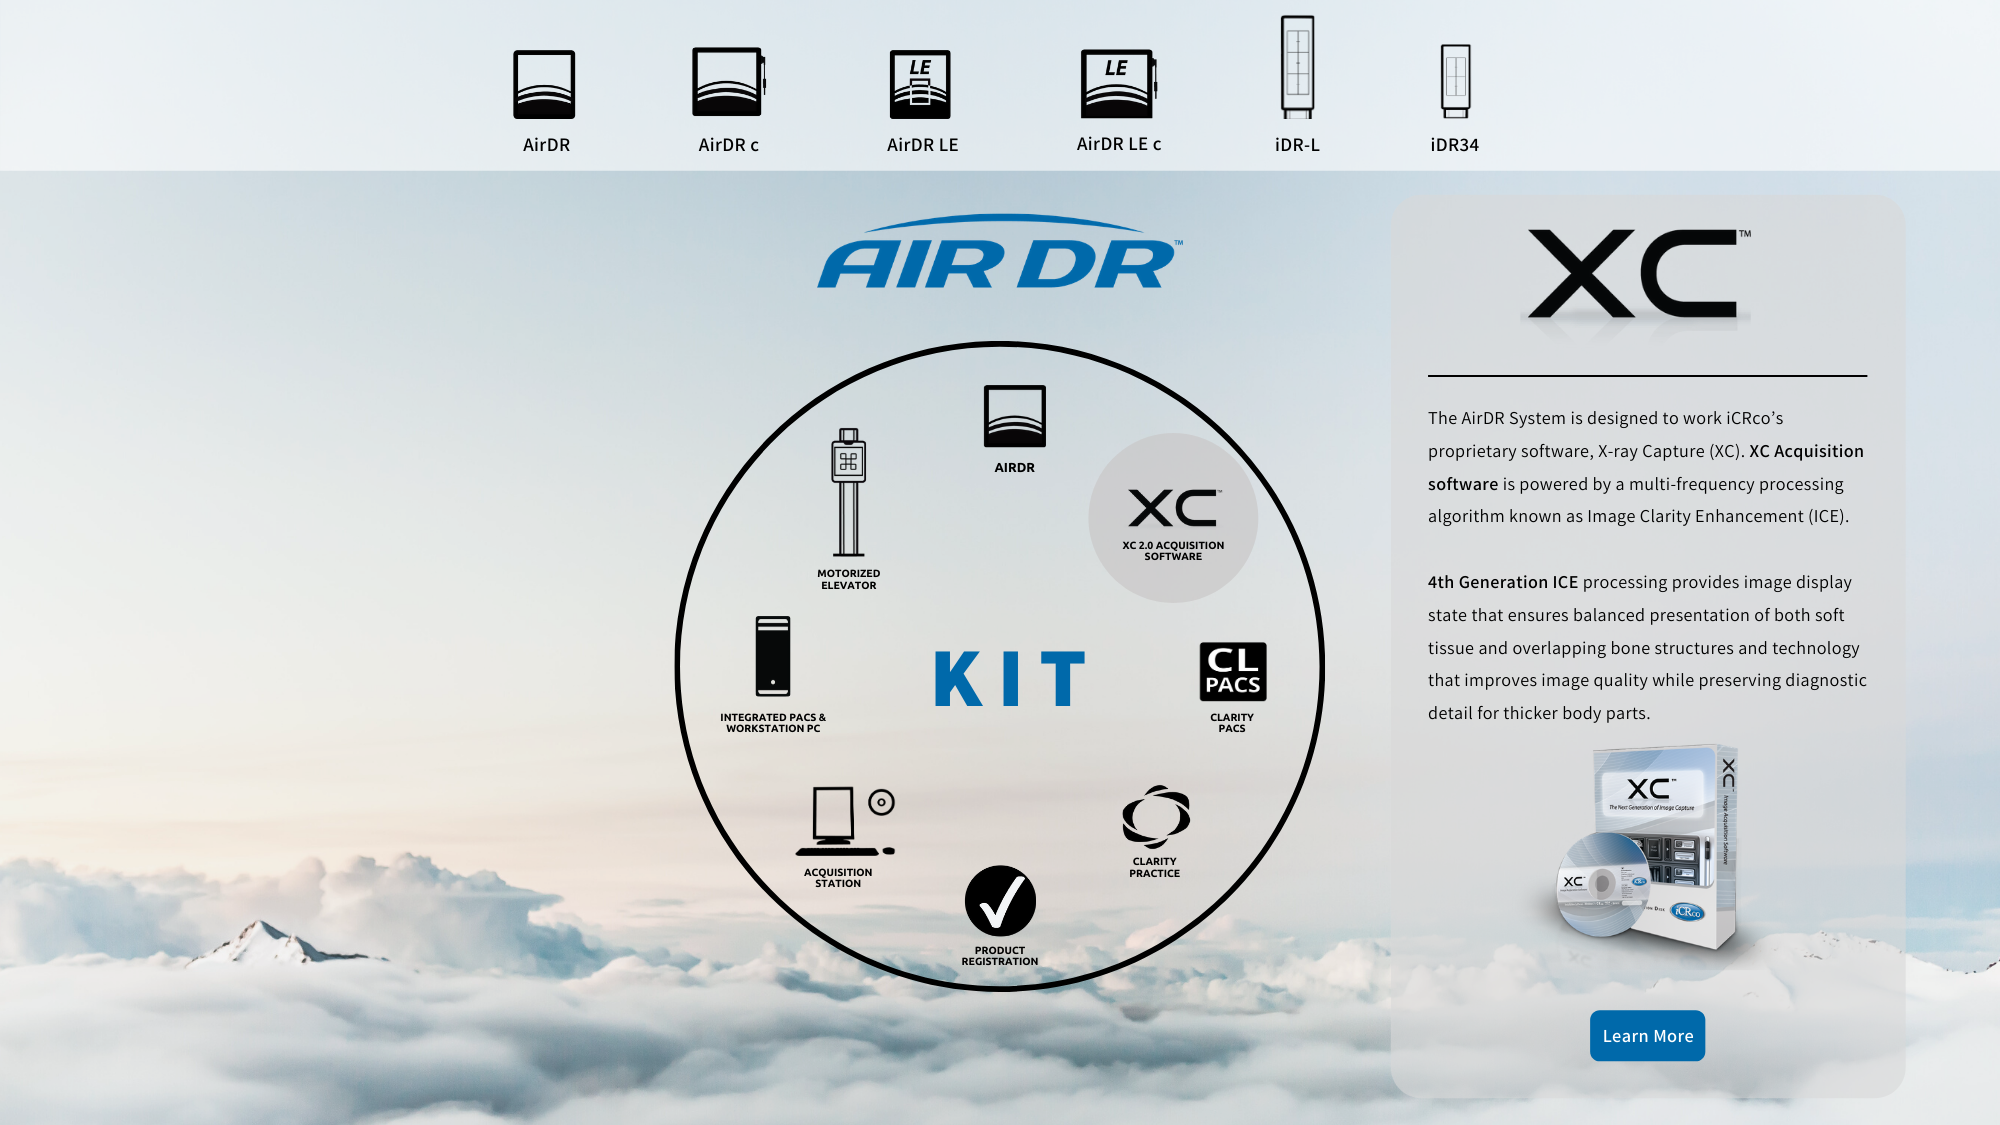 LE
LE
AirDR
AirDR c
AirDR LE
AirDR LE c
iDR-L
iDR34
AIR DR™
XC™
AIRDR
XC™
XC 2.0 ACQUISITION
SOFTWARE
MOTORIZED
ELEVATOR
KIT
CL
PACS
INTEGRATED PACS &
WORKSTATION PC
CLARITY
PACS
ACQUISITION
STATION
CLARITY
PRACTICE
PRODUCT
REGISTRATION
The AirDR System is designed to work iCRco’s
proprietary software, X-ray Capture (XC). XC Acquisition
software is powered by a multi-frequency processing
algorithm known as Image Clarity Enhancement (ICE).
4th Generation ICE processing provides image display
state that ensures balanced presentation of both soft
tissue and overlapping bone structures and technology
that improves image quality while preserving diagnostic
detail for thicker body parts.
XC™
The Next Generation of Image Capture
XC
Image Acquisition Software
XC
iCRco
Learn More